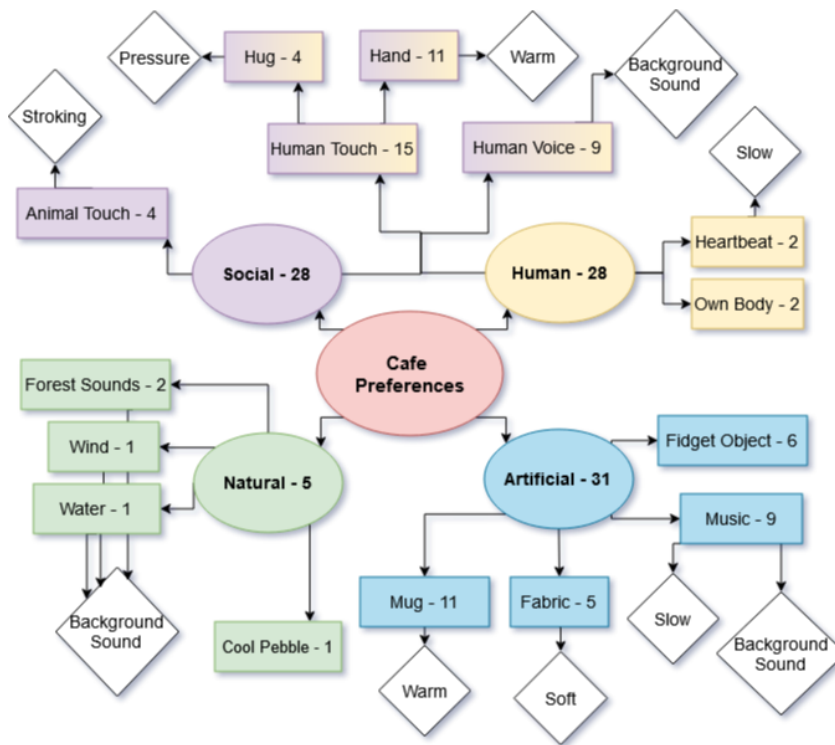 Pressure
Hug - 4
Hand - 11
Warm
Background
Sound
Stroking
Human Touch - 15
Human Voice - 9
Slow
Animal Touch - 4
Heartbeat - 2
Social - 28
Human - 28
Own Body - 2
Cafe
Preferences
Forest Sounds - 2
Wind - 1
Fidget Object - 6
Natural - 5
Artificial - 31
Water - 1
Music - 9
Mug - 11
Fabric - 5
Background
Sound
Slow
Cool Pebble - 1
Background
Sound
Warm
Soft